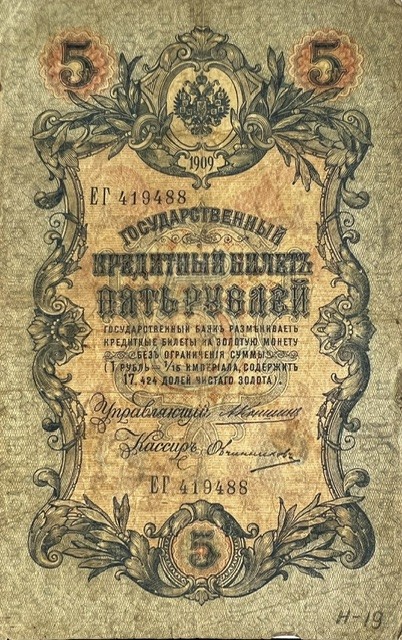 5 5
1909
ЕГ 419488
ГОСУДАРСТВЕННЫЙ
КРЕДИТНЫЙ БИЛЕТЪ
ПЯТЬ РУБЛЕЙ
ГОСУДАРСТВЕННЫЙ БАНКЪ РАЗМѢНИВАЕТЪ
КРЕДИТНЫЕ БИЛЕТЫ НА ЗОЛОТУЮ МОНЕТУ
БЕЗЪ ОГРАНИЧЕНІЯ СУММЫ
(1 РУБЛЬ = 1/15 ИМПЕРІАЛА, СОДЕРЖИТЪ
17,424 ДОЛЕЙ ЧИСТАГО ЗОЛОТА).
Управляющій А. Коншинъ
Кассиръ Овчинниковъ
ЕГ 419488
5
Н-19